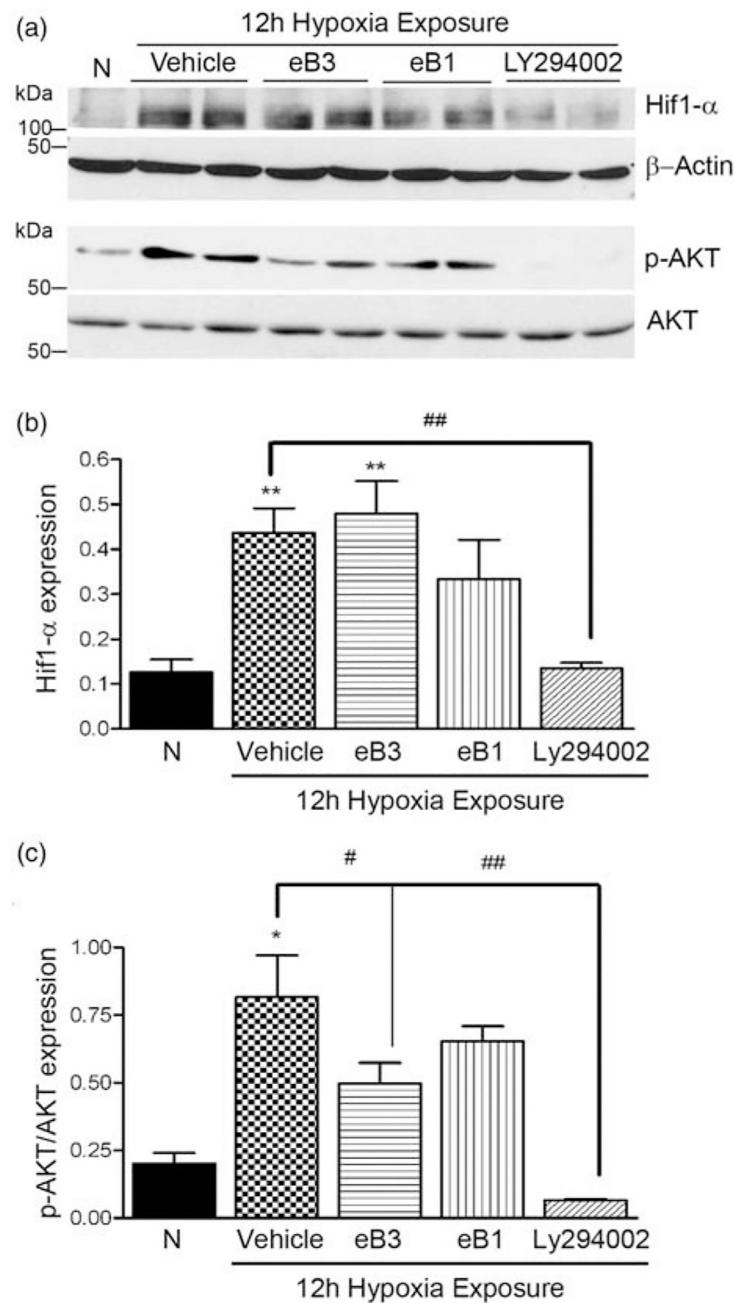 (a)
12h Hypoxia Exposure
N Vehicle eB3 eB1 LY294002
kDa
100
Hif1-α
50
β-Actin
kDa
p-AKT
50
AKT
50
(b)
##
0.6
0.5
0.4
0.3
0.2
0.1
0.0
Hif1-α expression
** **
N Vehicle eB3 eB1 Ly294002
12h Hypoxia Exposure
(c)
# ##
*
1.00
0.75
0.50
0.25
0.00
p-AKT/AKT expression
N Vehicle eB3 eB1 Ly294002
12h Hypoxia Exposure